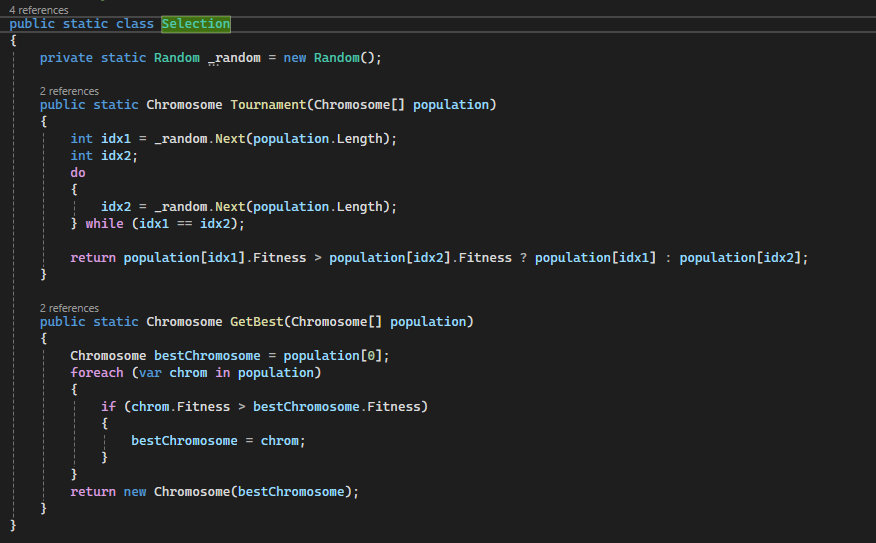 4 references
public static class Selection
{
private static Random _random = new Random();
2 references
public static Chromosome Tournament(Chromosome[] population)
{
int idx1 = _random.Next(population.Length);
int idx2;
do
{
idx2 = _random.Next(population.Length);
} while (idx1 == idx2);
return population[idx1].Fitness > population[idx2].Fitness ? population[idx1] : population[idx2];
}
2 references
public static Chromosome GetBest(Chromosome[] population)
{
Chromosome bestChromosome = population[0];
foreach (var chrom in population)
{
if (chrom.Fitness > bestChromosome.Fitness)
{
bestChromosome = chrom;
}
}
return new Chromosome(bestChromosome);
}
}